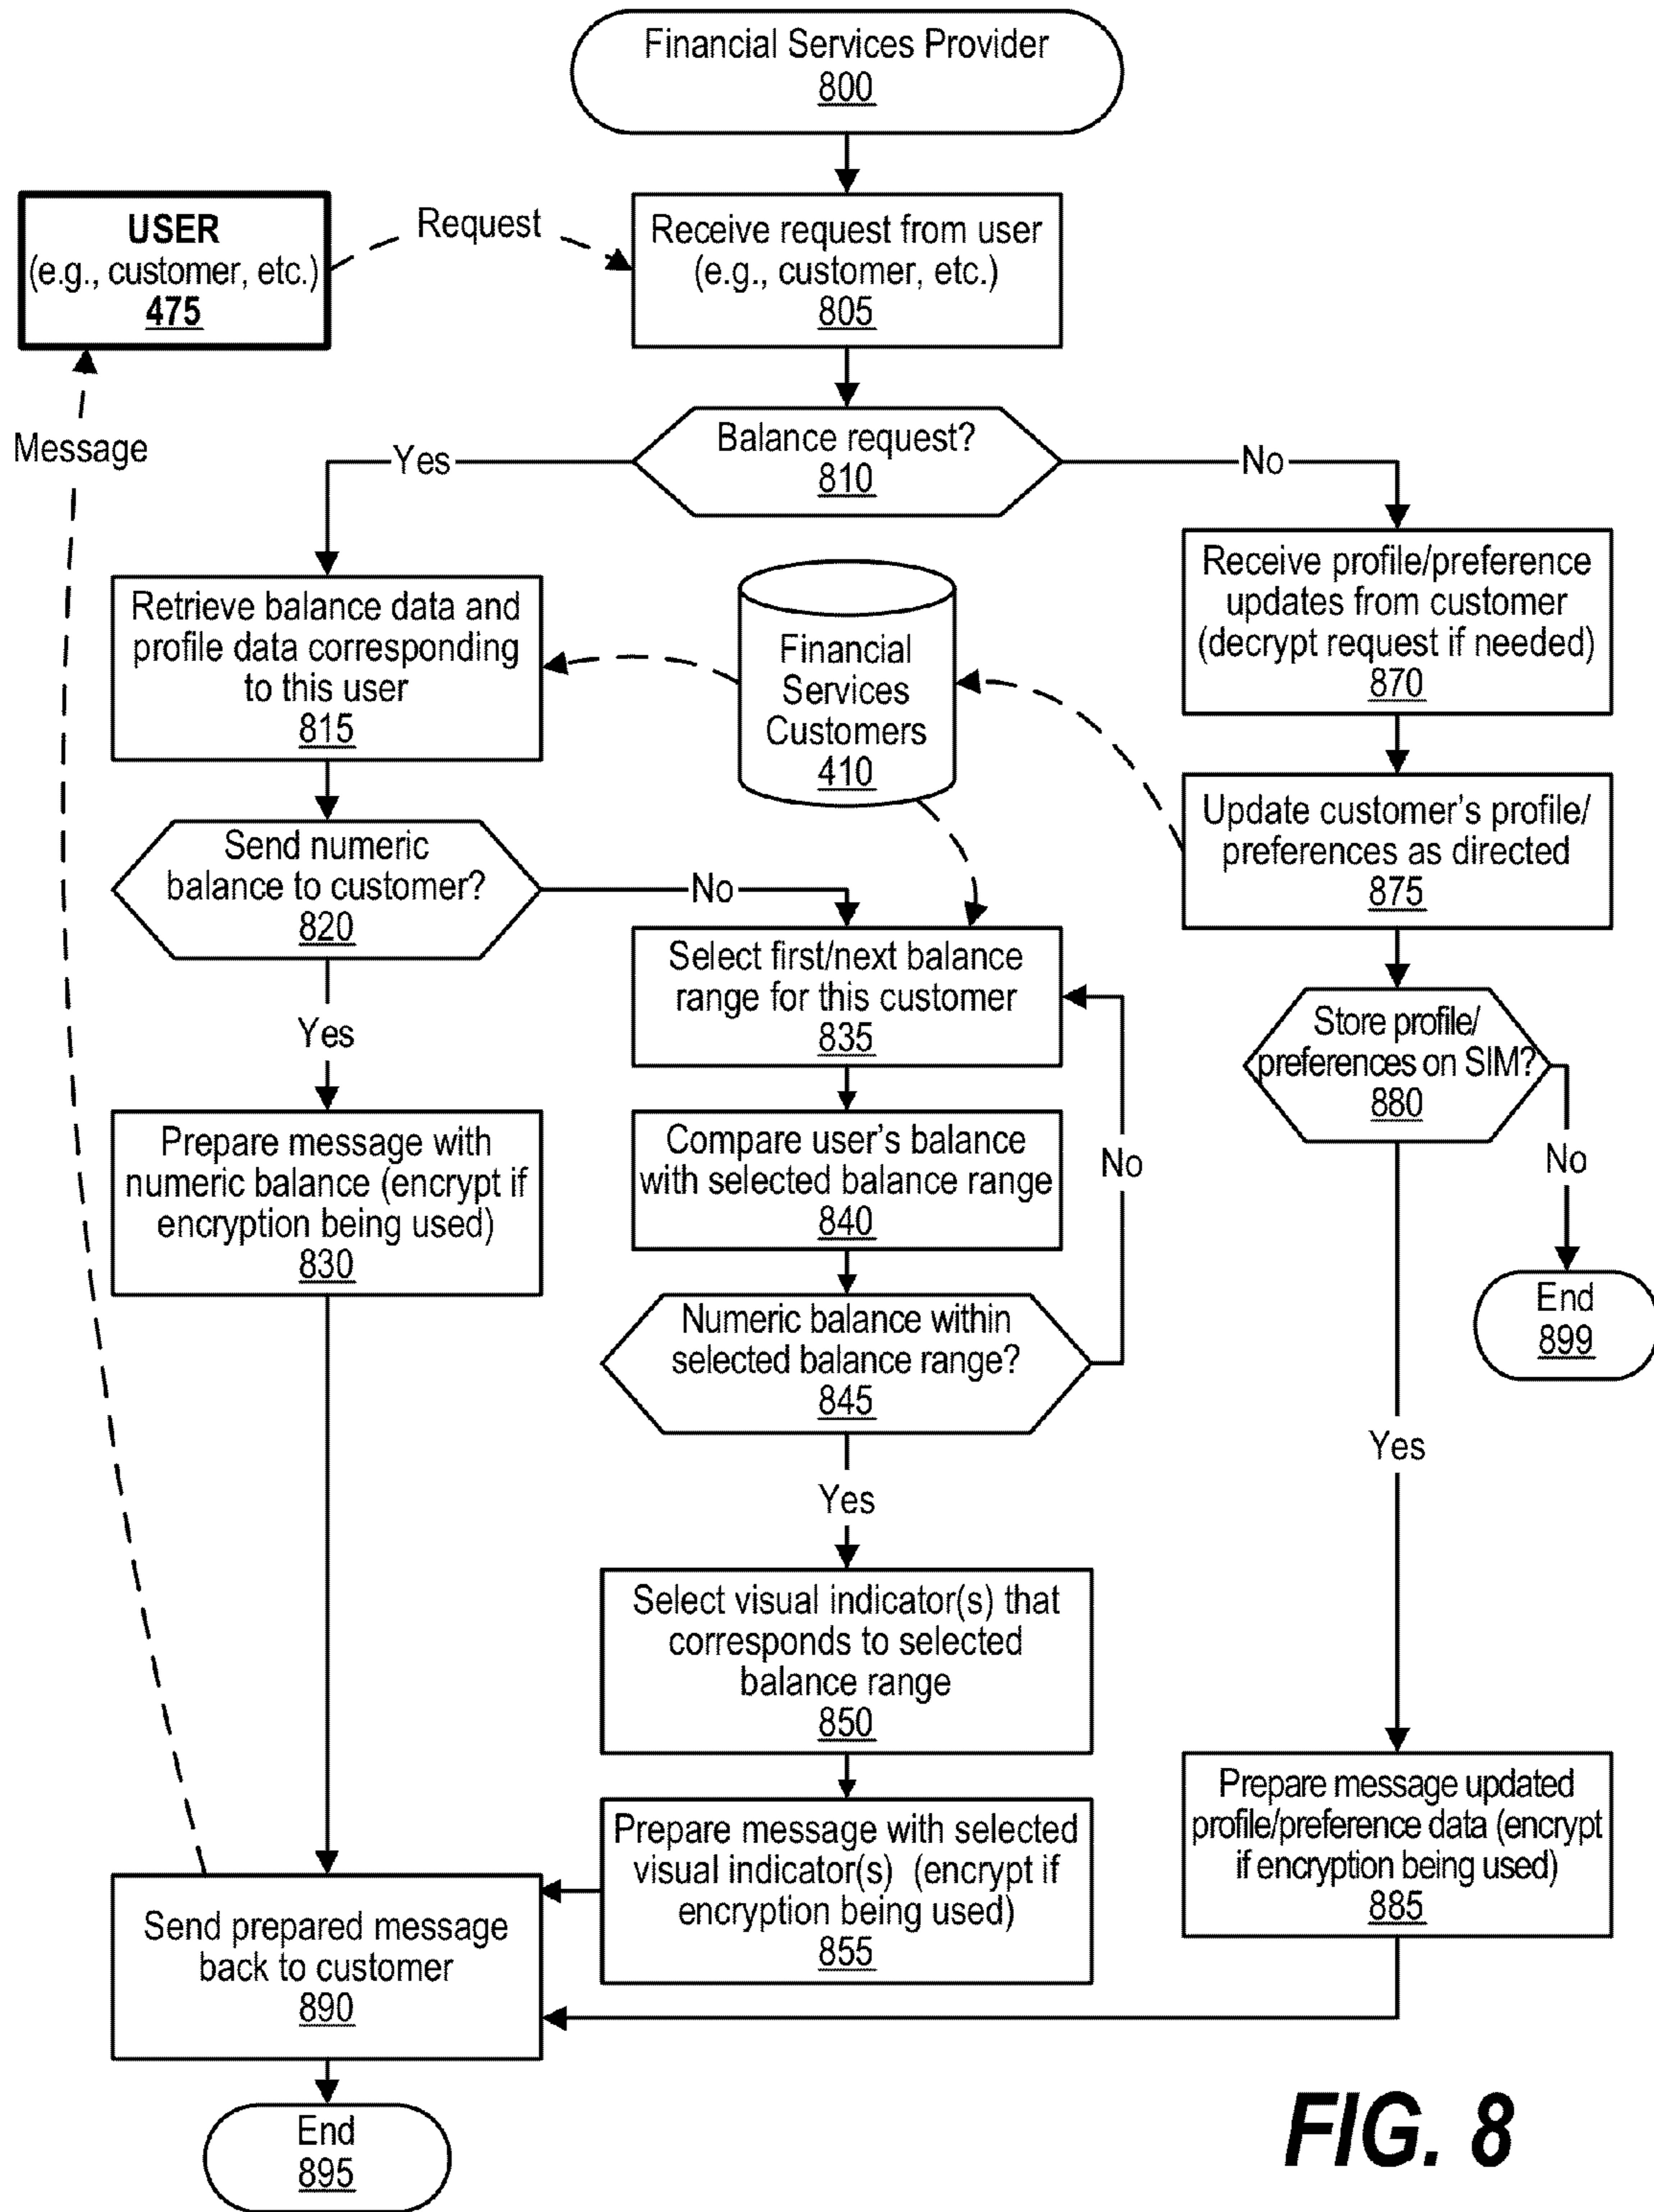 Financial Services Provider
800
USER
(e.g., customer, etc.)
475
Request
Receive request from user
(e.g., customer, etc.)
805
Message
Balance request?
810
Yes
No
Retrieve balance data and
profile data corresponding
to this user
815
Financial
Services
Customers
410
Receive profile/preference
updates from customer
(decrypt request if needed)
870
Update customer's profile/
preferences as directed
875
Send numeric
balance to customer?
820
No
Yes
Select first/next balance
range for this customer
835
Store profile/
preferences on SIM?
880
No
Yes
End
899
Prepare message with
numeric balance (encrypt if
encryption being used)
830
Compare user's balance
with selected balance range
840
No
Numeric balance within
selected balance range?
845
Yes
Select visual indicator(s) that
corresponds to selected
balance range
850
Prepare message with selected
visual indicator(s) (encrypt if
encryption being used)
855
Prepare message updated
profile/preference data (encrypt
if encryption being used)
885
Send prepared message
back to customer
890
End
895
FIG. 8